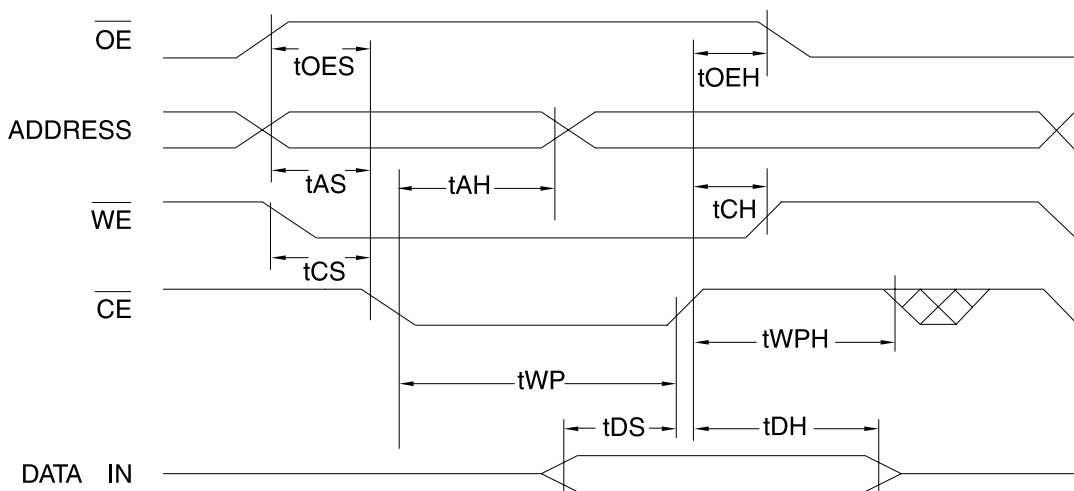 OE
tOES
tOEH
ADDRESS
tAS
tAH
WE
tCH
tCS
CE
tWPH
tWP
tDS
tDH
DATA IN